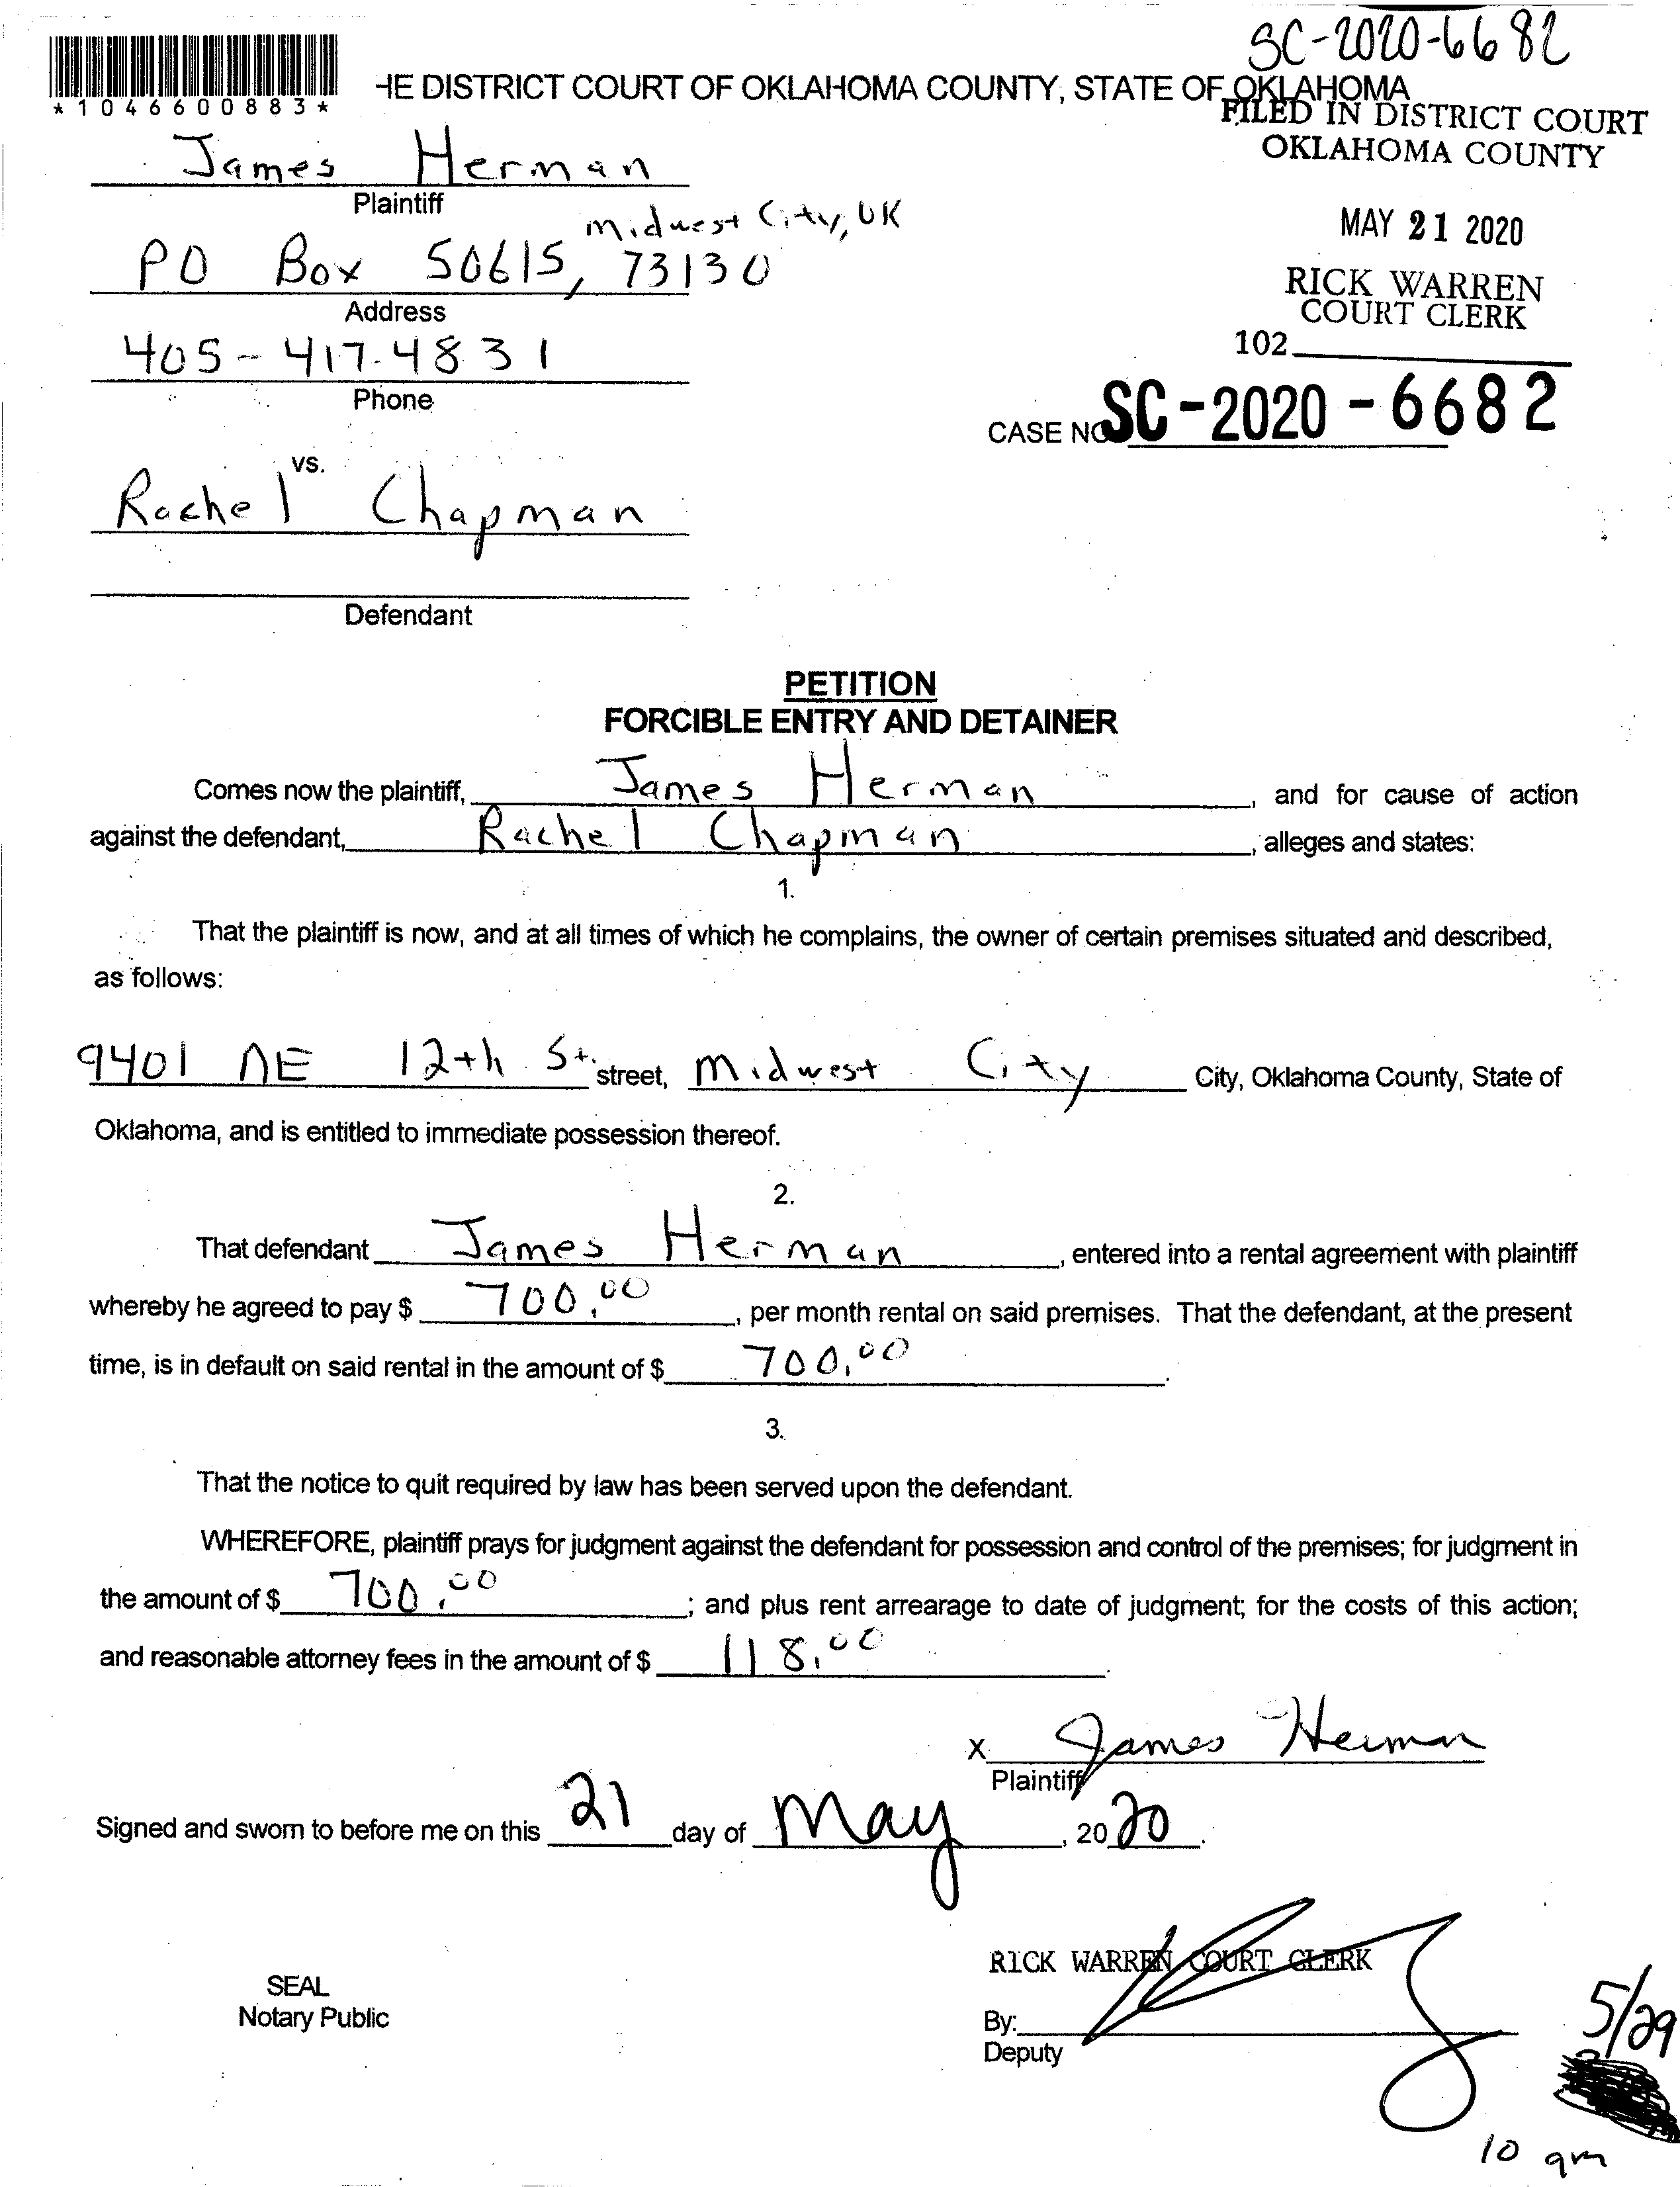 SC-2020-6682
HE DISTRICT COURT OF OKLAHOMA COUNTY, STATE OF OKLAHOMA
*1046600883*
FILED IN DISTRICT COURT
OKLAHOMA COUNTY
James Herman
Plaintiff
MAY 21 2020
Midwest City, OK
PO Box 50615, 73130
Address
RICK WARREN
COURT CLERK
102
405-417-4831
Phone
CASE NO SC-2020-6682
vs.
Rachel Chapman
Defendant
PETITION
FORCIBLE ENTRY AND DETAINER
Comes now the plaintiff, James Herman, and for cause of action
against the defendant, Rachel Chapman, alleges and states:
1.
That the plaintiff is now, and at all times of which he complains, the owner of certain premises situated and described,
as follows:
9401 NE 12th St. street, Midwest City City, Oklahoma County, State of
Oklahoma, and is entitled to immediate possession thereof.
2.
That defendant James Herman, entered into a rental agreement with plaintiff
whereby he agreed to pay $ 700.00, per month rental on said premises. That the defendant, at the present
time, is in default on said rental in the amount of $ 700.00.
3.
That the notice to quit required by law has been served upon the defendant.
WHEREFORE, plaintiff prays for judgment against the defendant for possession and control of the premises; for judgment in
the amount of $ 700.00; and plus rent arrearage to date of judgment; for the costs of this action;
and reasonable attorney fees in the amount of $ 118.00.
X James Herman
Plaintiff
Signed and sworn to before me on this 21 day of May, 2020.
RICK WARREN COURT CLERK
SEAL
Notary Public
By:
Deputy
5/29
10 am